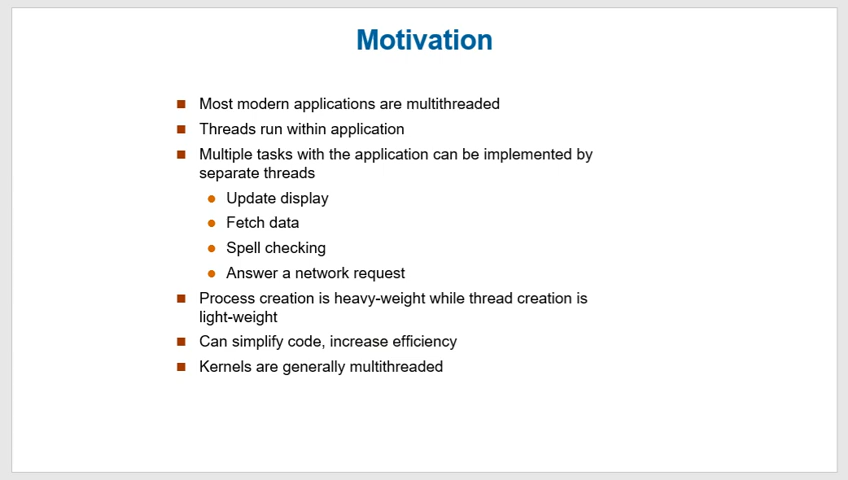 Motivation
Most modern applications are multithreaded
Threads run within application
Multiple tasks with the application can be implemented by
separate threads
Update display
Fetch data
Spell checking
Answer a network request
Process creation is heavy-weight while thread creation is
light-weight
Can simplify code, increase efficiency
Kernels are generally multithreaded